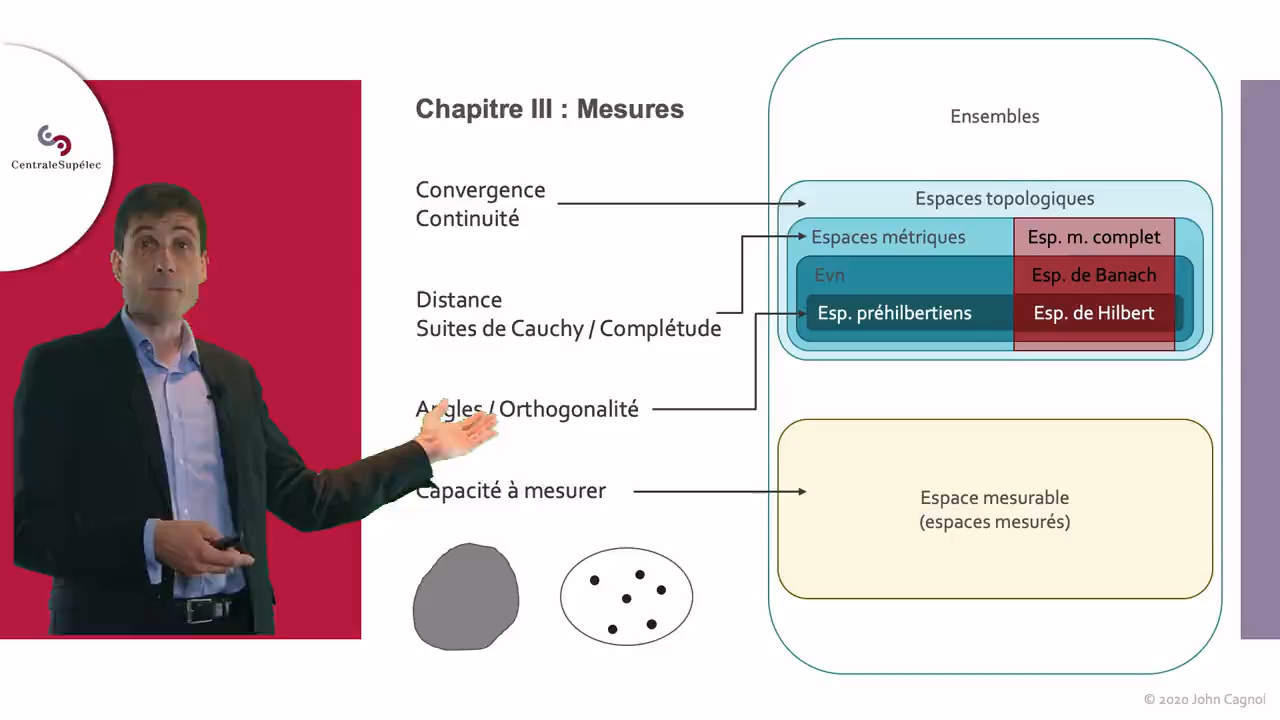 CentraleSupélec
Chapitre III : Mesures
Convergence
Continuité
Distance
Suites de Cauchy / Complétude
Angles / Orthogonalité
Capacité à mesurer
Ensembles
Espaces topologiques
Espaces métriques
Esp. m. complet
Evn
Esp. de Banach
Esp. préhilbertiens
Esp. de Hilbert
Espace mesurable
(espaces mesurés)
© 2020 John Cagnol